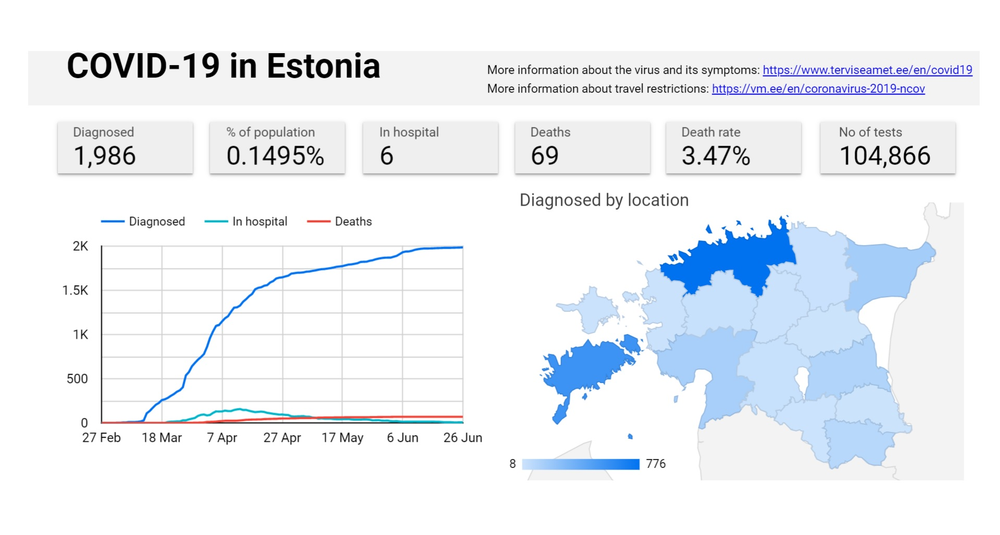 COVID-19 in Estonia
More information about the virus and its symptoms: https://www.terviseamet.ee/en/covid19
More information about travel restrictions: https://vm.ee/en/coronavirus-2019-ncov
Diagnosed
1,986
% of population
0.1495%
In hospital
6
Deaths
69
Death rate
3.47%
No of tests
104,866
Diagnosed In hospital Deaths
2K
1.5K
1K
500
0
27 Feb 18 Mar 7 Apr 27 Apr 17 May 6 Jun 26 Jun
Diagnosed by location
8 776